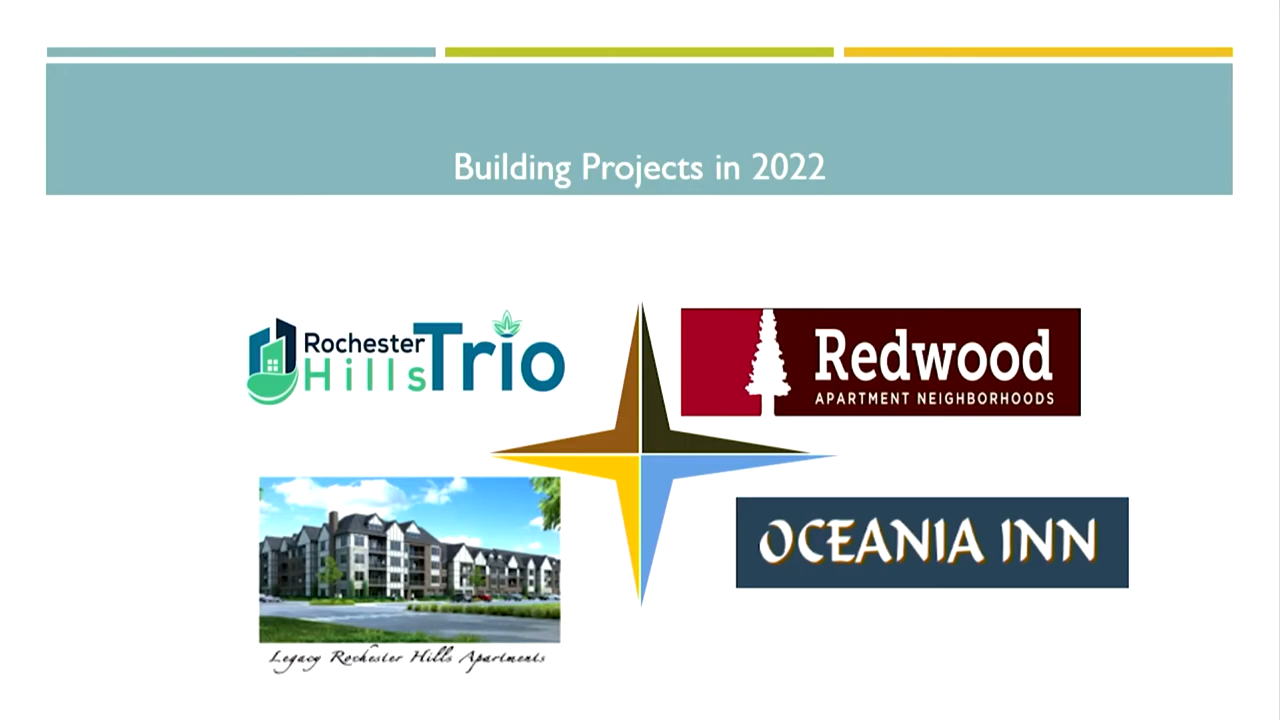 Building Projects in 2022
Rochester
Hills
Trio
Redwood
APARTMENT NEIGHBORHOODS
OCEANIA INN
Legacy Rochester Hills Apartments